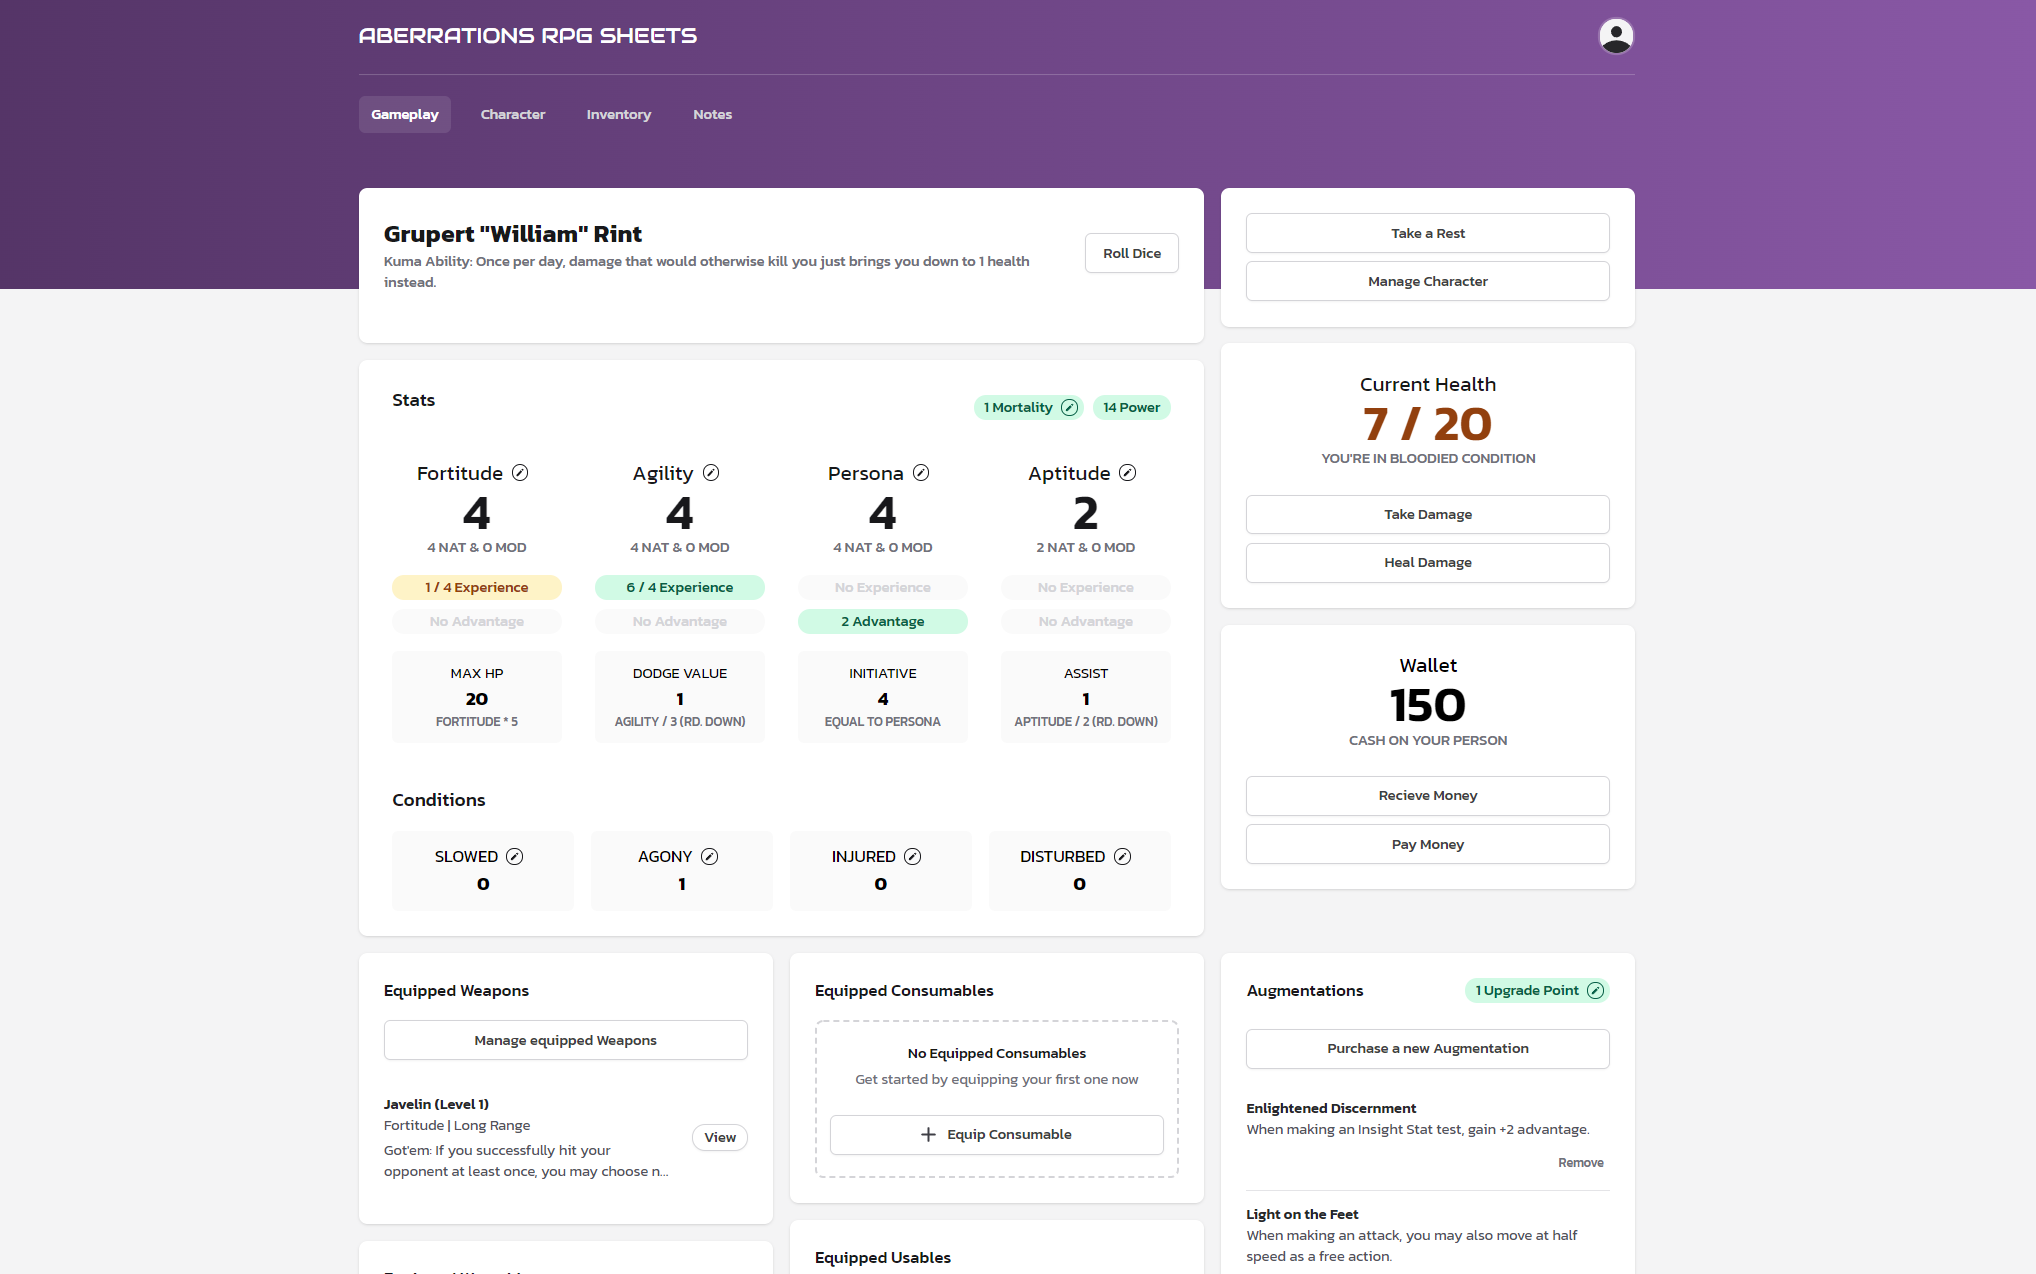 ABERRATIONS RPG SHEETS
Gameplay
Character
Inventory
Notes
Grupert "William" Rint
Kuma Ability: Once per day, damage that would otherwise kill you just brings you down to 1 health
instead.
Roll Dice
Take a Rest
Manage Character
Stats
1 Mortality
14 Power
Fortitude
4
4 NAT & 0 MOD
1 / 4 Experience
No Advantage
MAX HP
20
FORTITUDE * 5
Agility
4
4 NAT & 0 MOD
6 / 4 Experience
No Advantage
DODGE VALUE
1
AGILITY / 3 (RD. DOWN)
Persona
4
4 NAT & 0 MOD
No Experience
2 Advantage
INITIATIVE
4
EQUAL TO PERSONA
Aptitude
2
2 NAT & 0 MOD
No Experience
No Advantage
ASSIST
1
APTITUDE / 2 (RD. DOWN)
Conditions
SLOWED
0
AGONY
1
INJURED
0
DISTURBED
0
Current Health
7 / 20
YOU'RE IN BLOODIED CONDITION
Take Damage
Heal Damage
Wallet
150
CASH ON YOUR PERSON
Recieve Money
Pay Money
Equipped Weapons
Manage equipped Weapons
Javelin (Level 1)
Fortitude | Long Range
Got'em: If you successfully hit your
opponent at least once, you may choose n...
View
Equipped Consumables
No Equipped Consumables
Get started by equipping your first one now
Equip Consumable
Equipped Usables
Augmentations
1 Upgrade Point
Purchase a new Augmentation
Enlightened Discernment
When making an Insight Stat test, gain +2 advantage.
Remove
Light on the Feet
When making an attack, you may also move at half
speed as a free action.